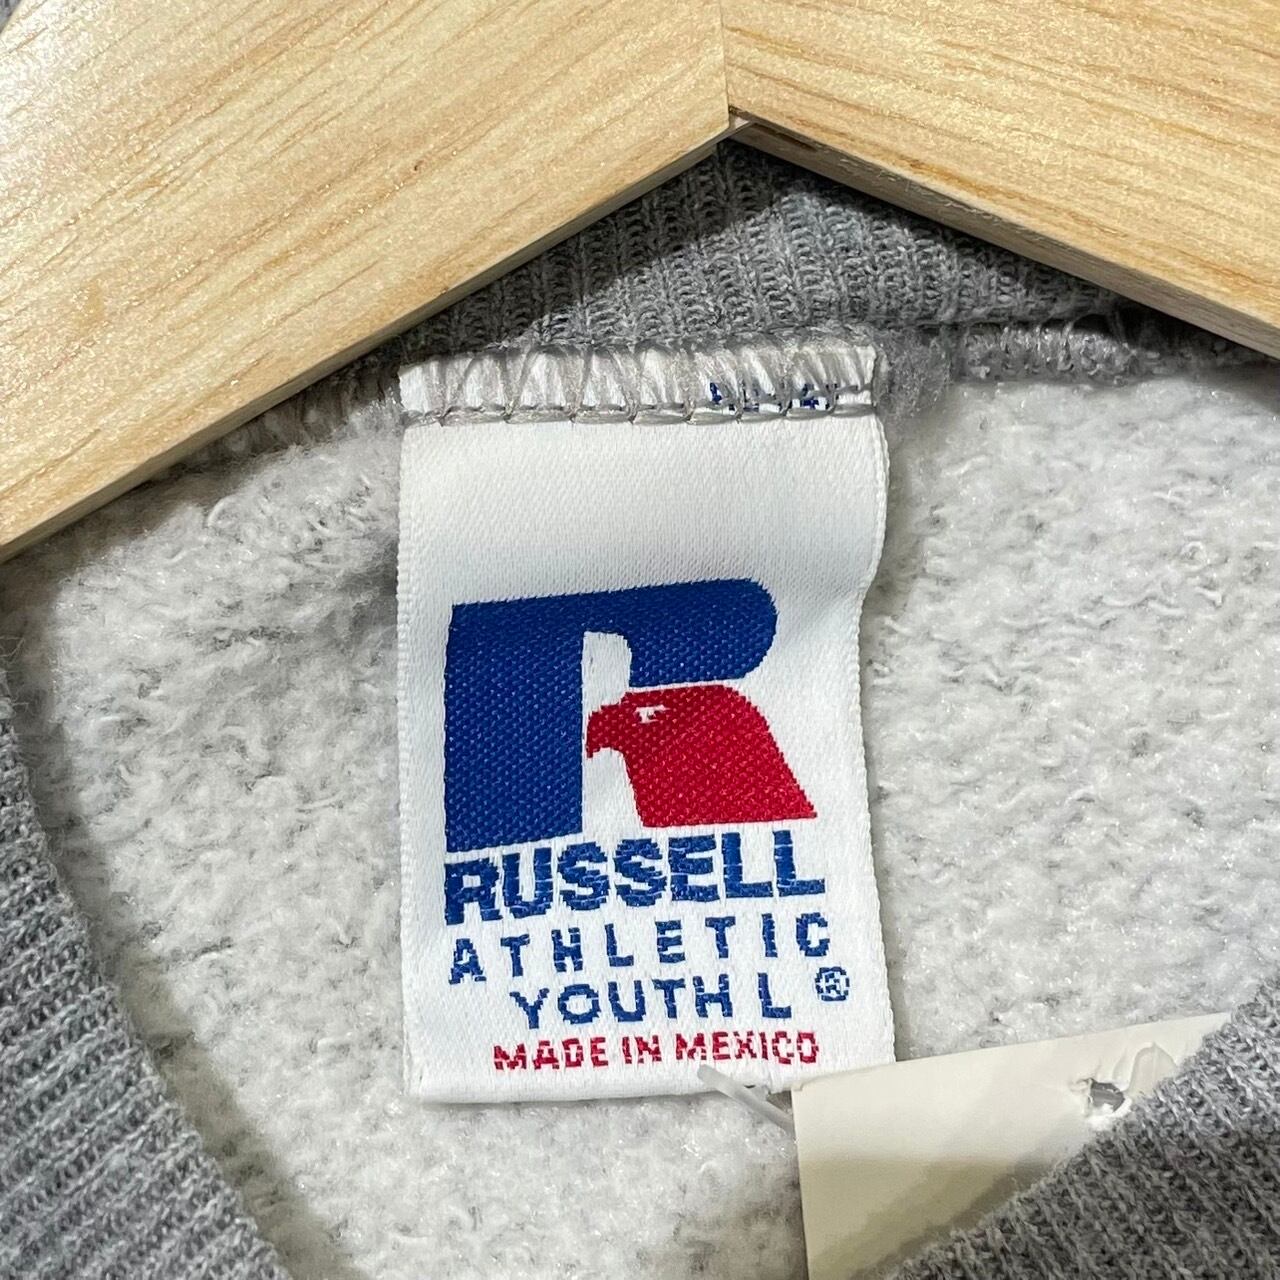 RUSSELL
ATHLETIC
YOUTH L ®
MADE IN MEXICO